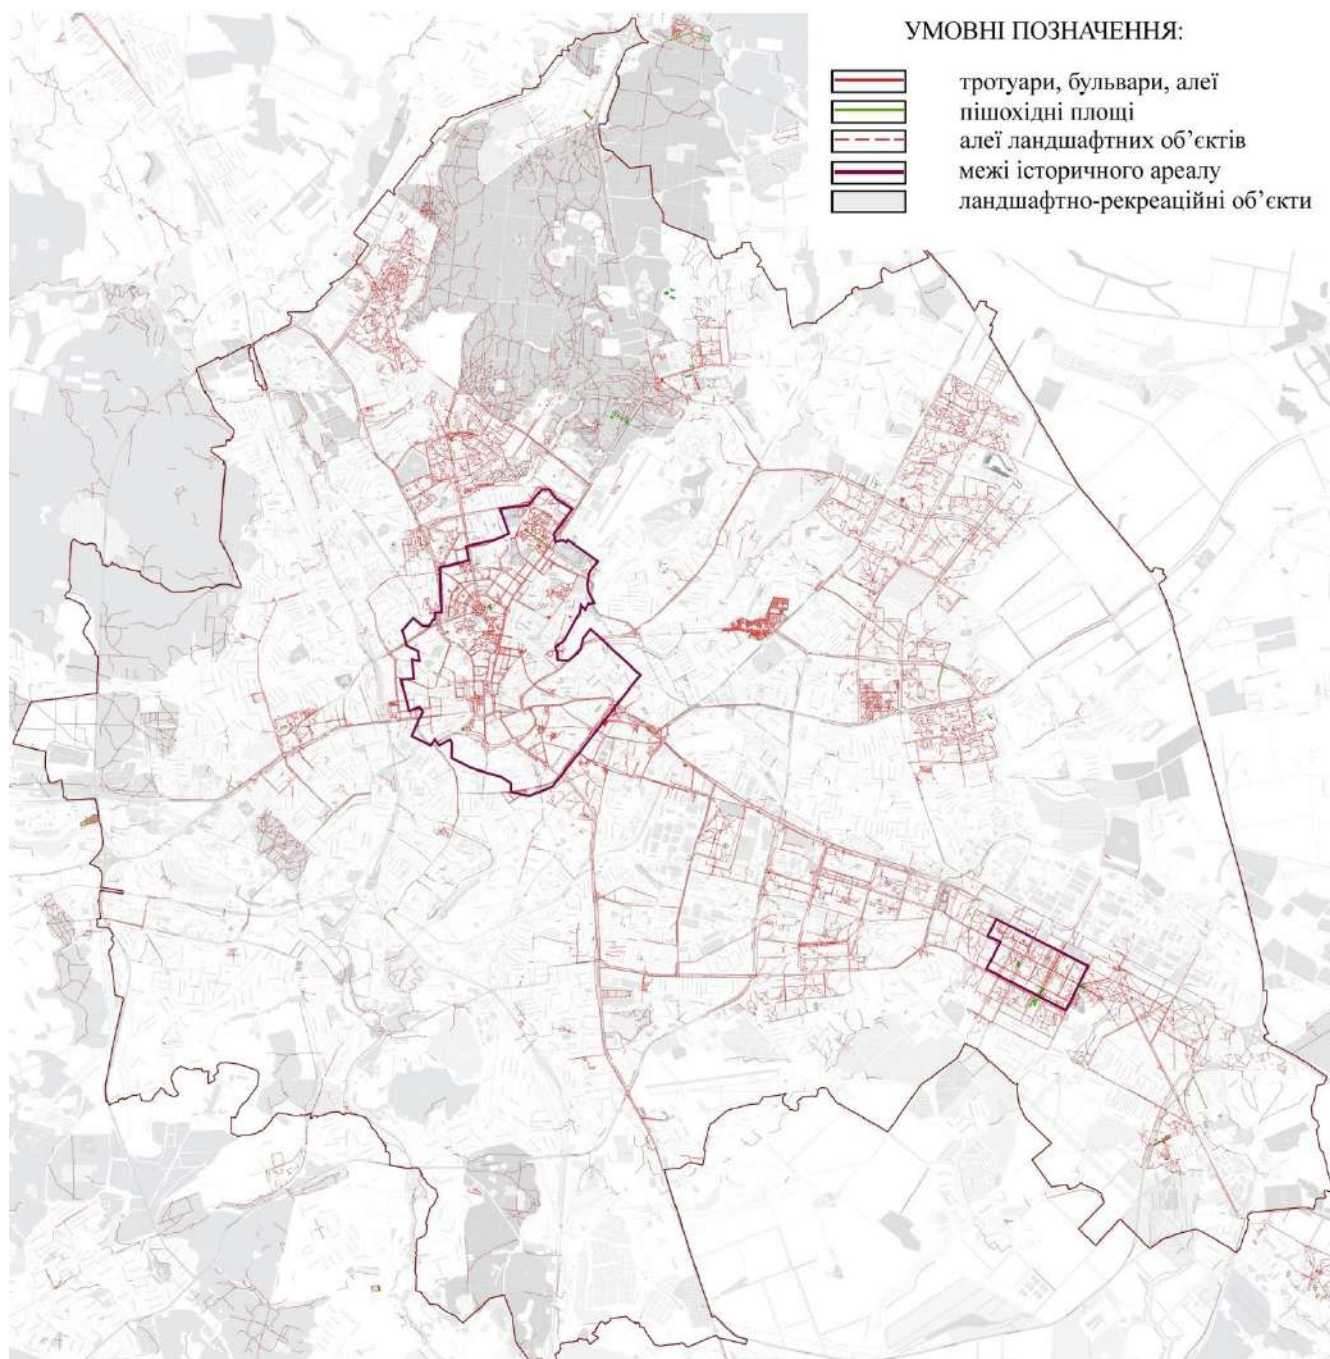 УМОВНІ ПОЗНАЧЕННЯ:
тротуари, бульвари, алеї
пішохідні площі
алеї ландшафтних об’єктів
межі історичного ареалу
ландшафтно-рекреаційні об’єкти